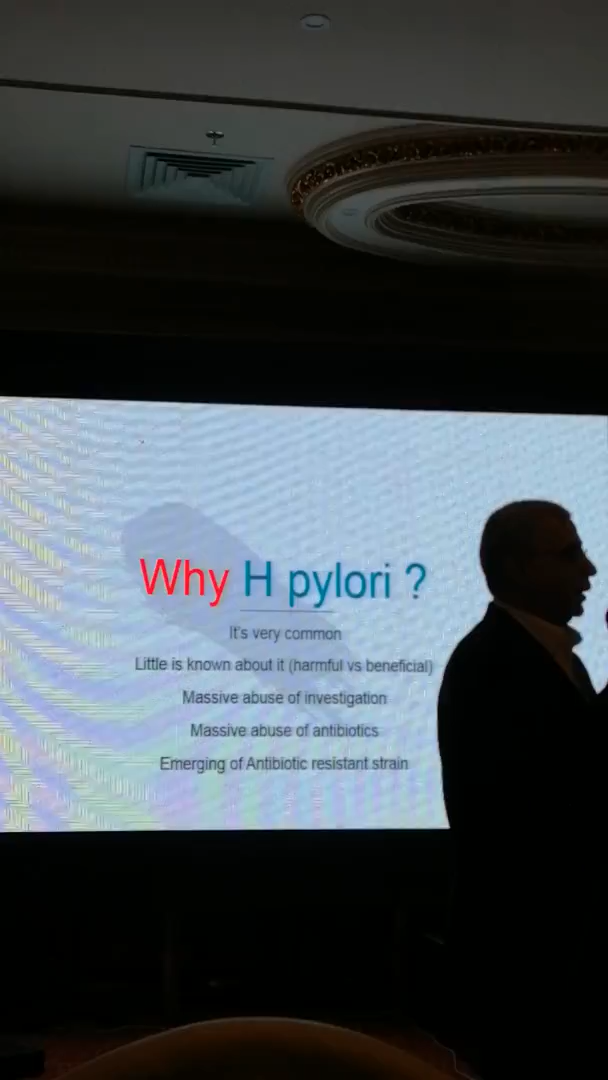 Why H pylori ?
It's very common
Little is known about it (harmful vs beneficial)
Massive abuse of investigation
Massive abuse of antibiotics
Emerging of Antibiotic resistant strain